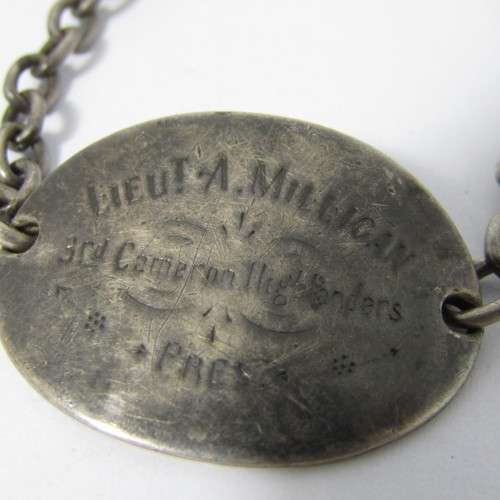 LIEUT A. MILLIGAN
3rd Cameron Highlanders
PRES